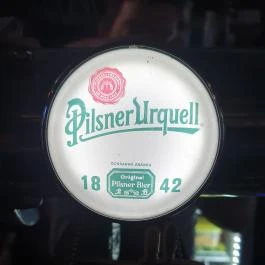 Pilsner Urquell
OCHRANNÁ ZNÁMKA
18 42
Original
Pilsner Bier